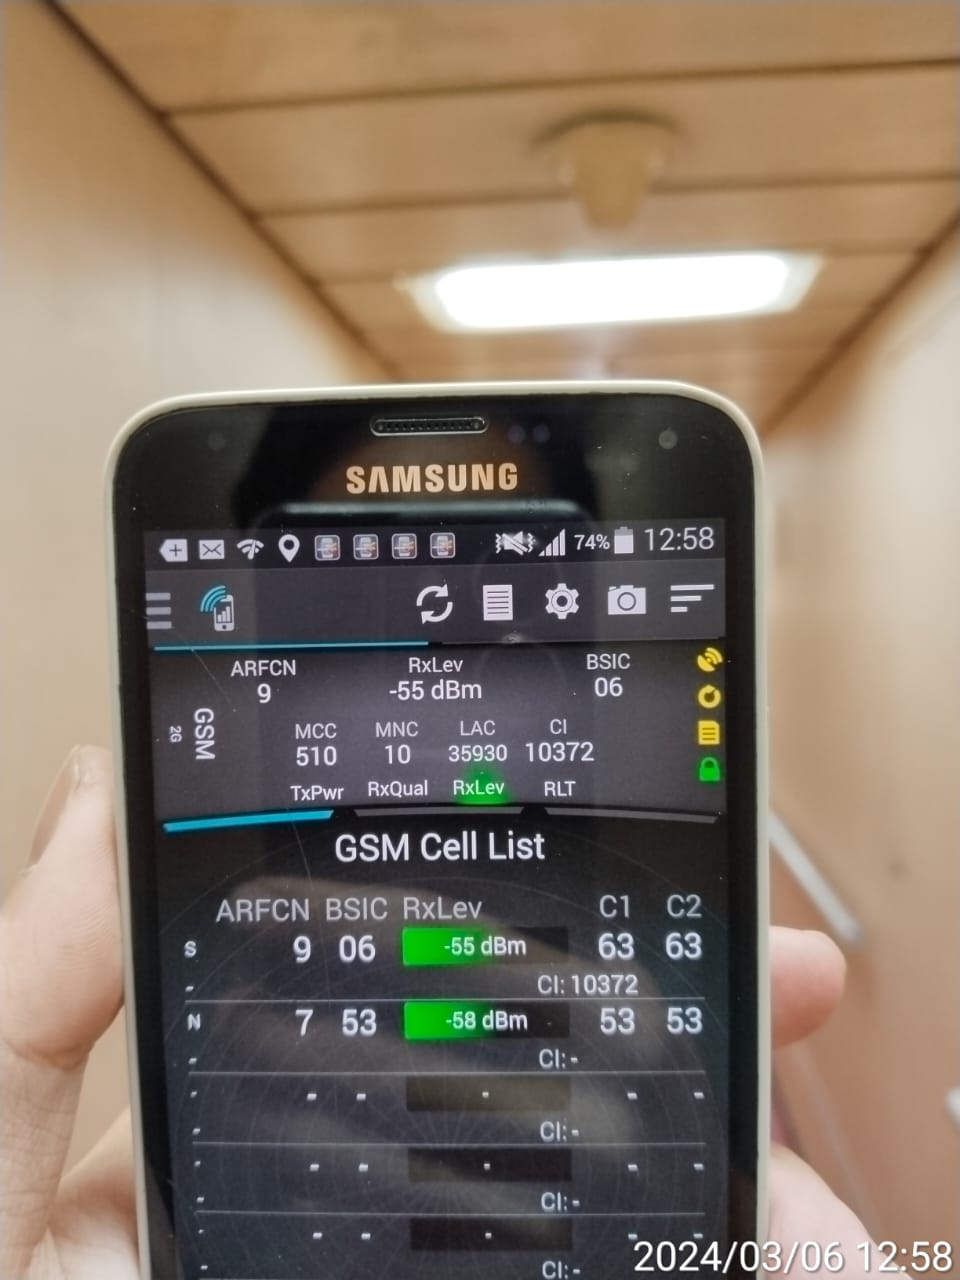 SAMSUNG
74% 12:58
ARFCN RxLev BSIC
9 -55 dBm 06
GSM
2G
MCC MNC LAC CI
510 10 35930 10372
TxPwr RxQual RxLev RLT
GSM Cell List
ARFCN BSIC RxLev C1 C2
S 9 06 -55 dBm 63 63
- CI: 10372
N 7 53 -58 dBm 53 53
- CI: -
- - - - - -
- CI: -
- - - - - -
- CI: -
- - - - - -
- CI: -
2024/03/06 12:58